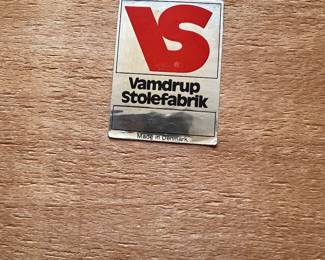 VS
Vamdrup
Stolefabrik
Made in Denmark